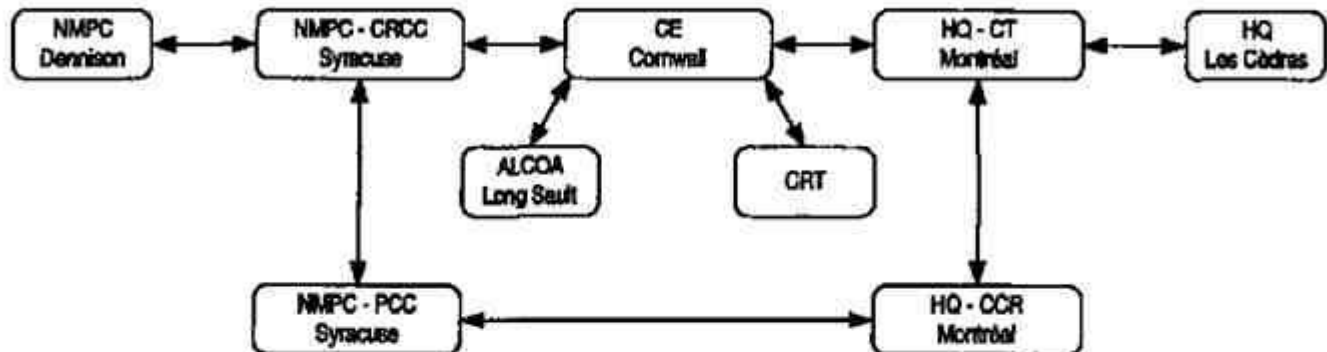 NMPC
Dennison
NMPC - CRCC
Syracuse
CE
Cornwall
HQ - CT
Montréal
HQ
Les Cèdres
ALCOA
Long Sault
CRT
NMPC - PCC
Syracuse
HQ - CCR
Montréal